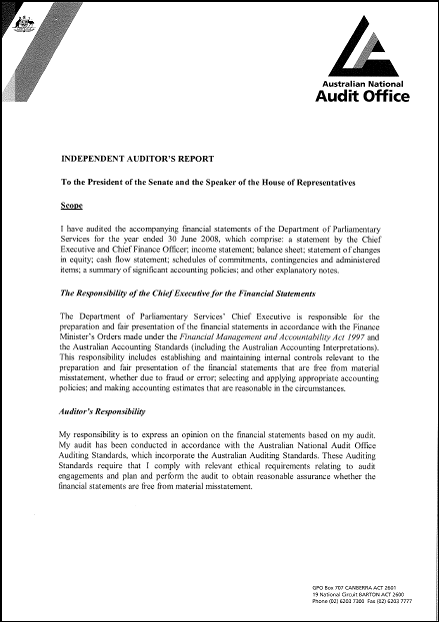 Australian National
Audit Office
INDEPENDENT AUDITOR'S REPORT
To the President of the Senate and the Speaker of the House of Representatives
Scope
I have audited the accompanying financial statements of the Department of Parliamentary
Services for the year ended 30 June 2008, which comprise: a statement by the Chief
Executive and Chief Finance Officer; income statement; balance sheet; statement of changes
in equity; cash flow statement; schedules of commitments, contingencies and administered
items; a summary of significant accounting policies; and other explanatory notes.
The Responsibility of the Chief Executive for the Financial Statements
The Department of Parliamentary Services' Chief Executive is responsible for the
preparation and fair presentation of the financial statements in accordance with the Finance
Minister's Orders made under the Financial Management and Accountability Act 1997 and
the Australian Accounting Standards (including the Australian Accounting Interpretations).
This responsibility includes establishing and maintaining internal controls relevant to the
preparation and fair presentation of the financial statements that are free from material
misstatement, whether due to fraud or error; selecting and applying appropriate accounting
policies; and making accounting estimates that are reasonable in the circumstances.
Auditor's Responsibility
My responsibility is to express an opinion on the financial statements based on my audit.
My audit has been conducted in accordance with the Australian National Audit Office
Auditing Standards, which incorporate the Australian Auditing Standards. These Auditing
Standards require that I comply with relevant ethical requirements relating to audit
engagements and plan and perform the audit to obtain reasonable assurance whether the
financial statements are free from material misstatement.
GPO Box 707 CANBERRA ACT 2601
19 National Circuit BARTON ACT 2600
Phone (02) 6203 7300 Fax (02) 6203 7777